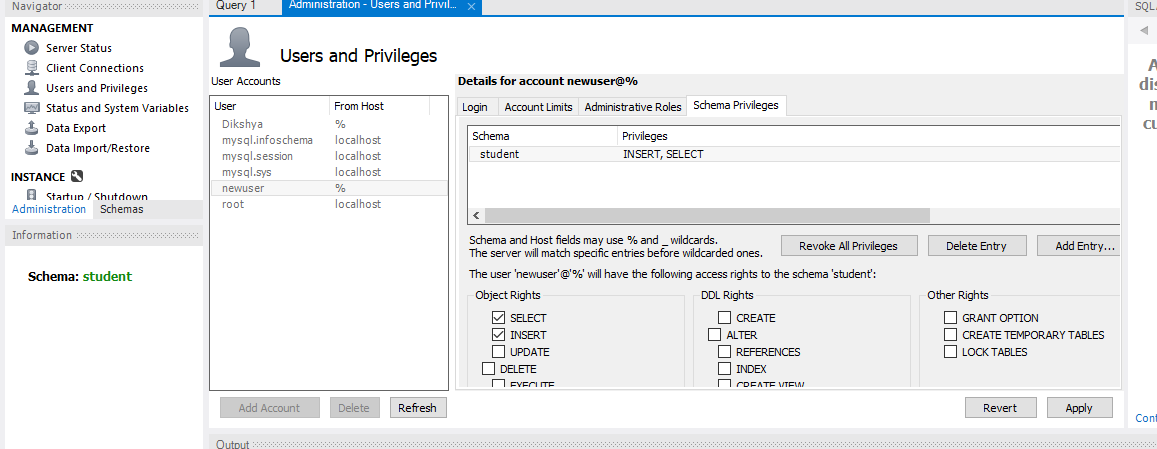 Navigator
MANAGEMENT
Server Status
Client Connections
Users and Privileges
Status and System Variables
Data Export
Data Import/Restore
INSTANCE
Startup / Shutdown
Administration Schemas
Information
Schema: student
Query 1 Administration - Users and Privil...
Users and Privileges
User Accounts
User From Host
Dikshya %
mysql.infoschema localhost
mysql.session localhost
mysql.sys localhost
newuser %
root localhost
Add Account Delete Refresh
Details for account newuser@%
Login Account Limits Administrative Roles Schema Privileges
Schema Privileges
student INSERT, SELECT
Schema and Host fields may use % and _ wildcards.
The server will match specific entries before wildcarded ones.
Revoke All Privileges Delete Entry Add Entry...
The user 'newuser'@'%' will have the following access rights to the schema 'student':
Object Rights
SELECT
INSERT
UPDATE
DELETE
EXECUTE
DDL Rights
CREATE
ALTER
REFERENCES
INDEX
CREATE VIEW
Other Rights
GRANT OPTION
CREATE TEMPORARY TABLES
LOCK TABLES
Revert Apply
Output
SQL